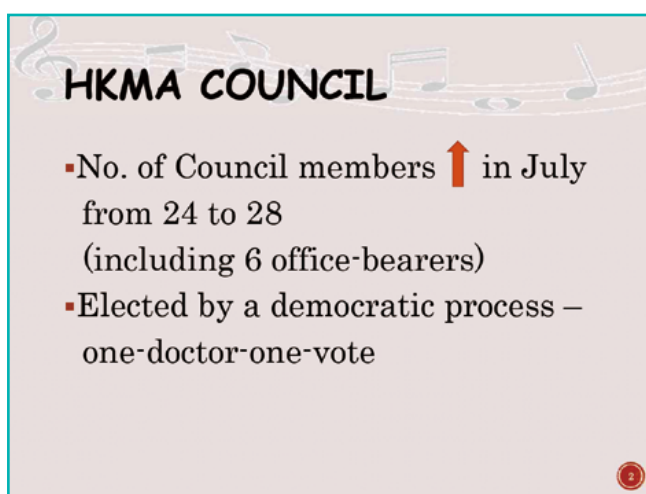 HKMA COUNCIL
▪No. of Council members ⬆ in July
from 24 to 28
(including 6 office-bearers)
▪Elected by a democratic process –
one-doctor-one-vote
2